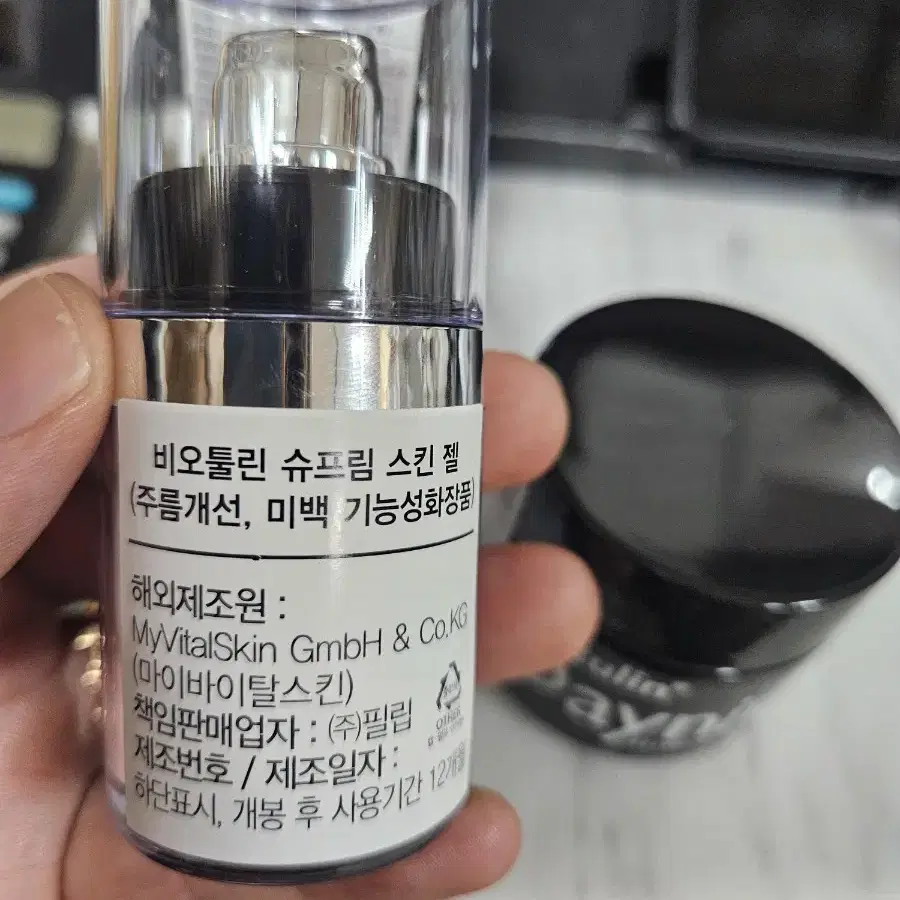 비오툴린 슈프림 스킨 젤
(주름개선, 미백 기능성화장품)
해외제조원 :
MyVitalSkin GmbH & Co.KG
(마이바이탈스킨)
책임판매업자 : (주)필립
제조번호 / 제조일자 :
하단표시, 개봉 후 사용기간 12개월
OTHER